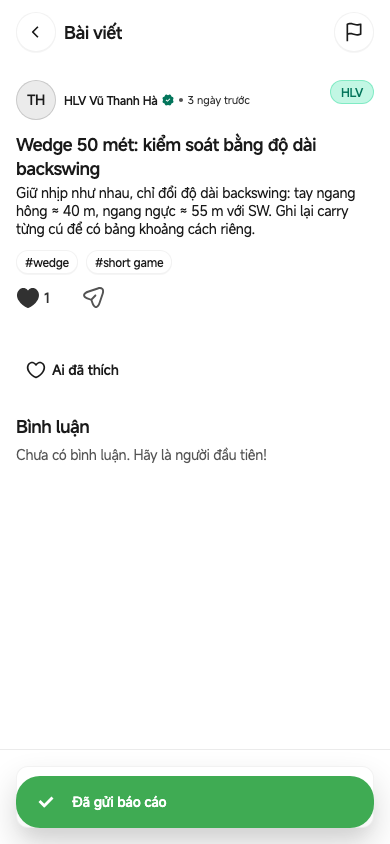 Bài viết
TH
HLV Vũ Thanh Hà • 3 ngày trước
HLV
Wedge 50 mét: kiểm soát bằng độ dài
backswing
Giữ nhịp như nhau, chỉ đổi độ dài backswing: tay ngang
hông ≈ 40 m, ngang ngực ≈ 55 m với SW. Ghi lại carry
từng cú để có bảng khoảng cách riêng.
#wedge #short game
1
Ai đã thích
Bình luận
Chưa có bình luận. Hãy là người đầu tiên!
Đã gửi báo cáo